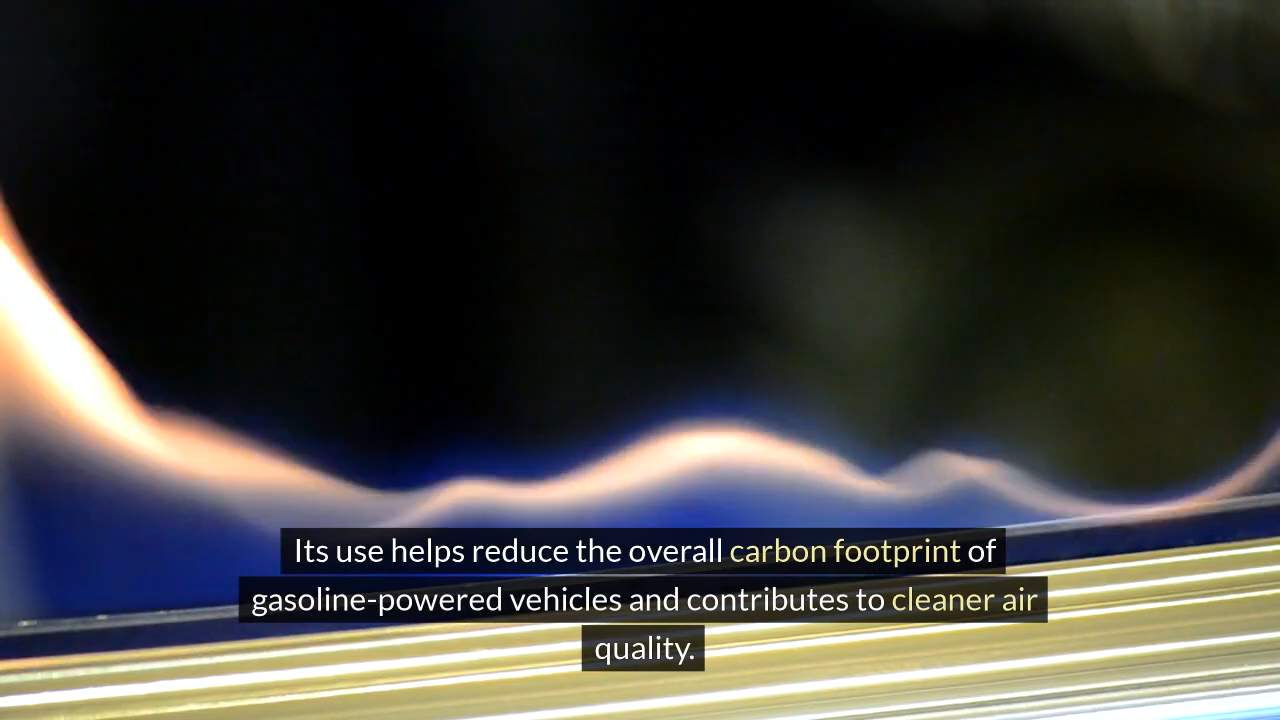 Its use helps reduce the overall carbon footprint of
gasoline-powered vehicles and contributes to cleaner air
quality.